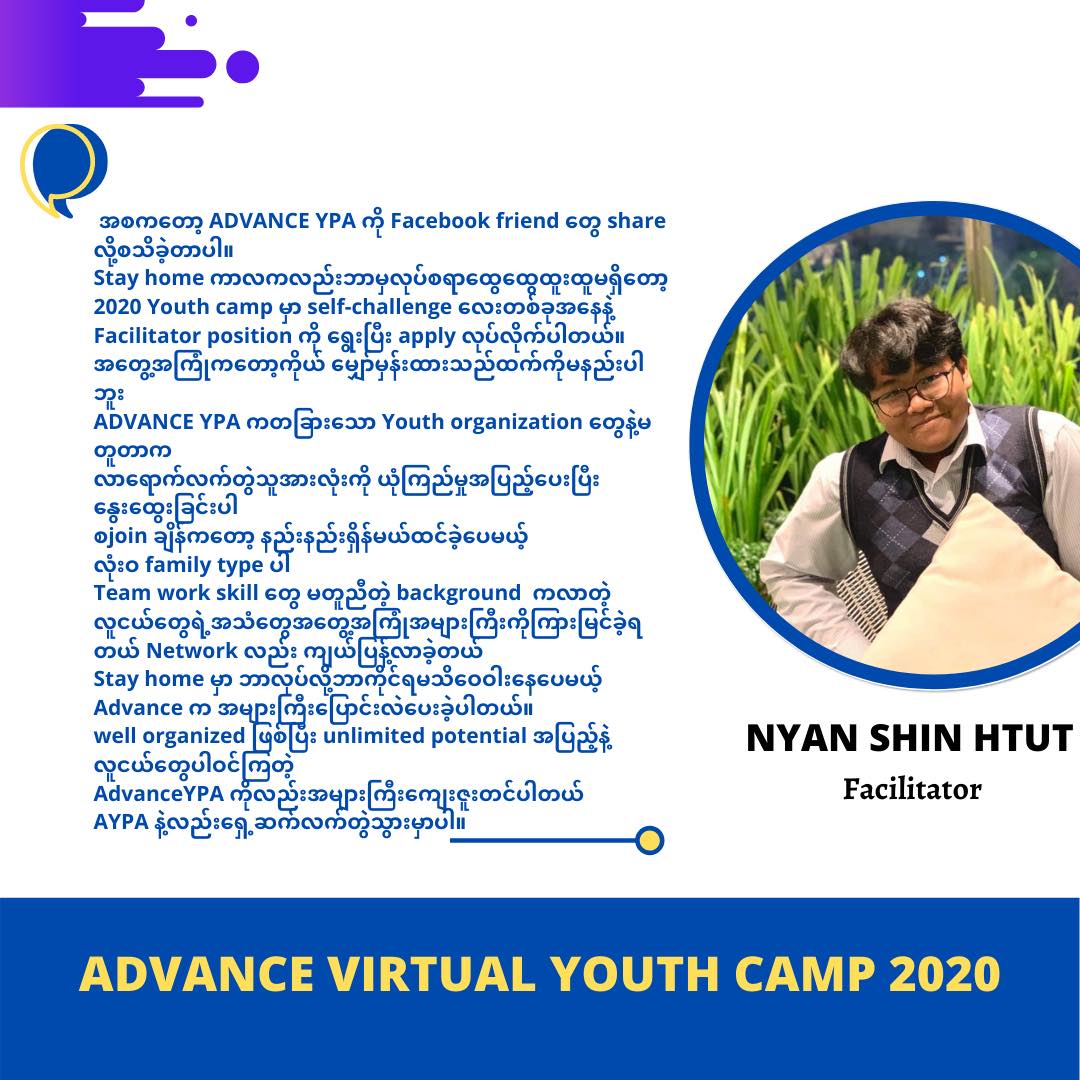 အစကတော့ ADVANCE YPA ကို Facebook friend တွေ share
လို့စသိခဲ့တာပါ။
Stay home ကာလကလည်းဘာမှလုပ်စရာထွေထွေထူးထူမရှိတော့
2020 Youth camp မှာ self-challenge လေးတစ်ခုအနေနဲ့
Facilitator position ကို ရွေးပြီး apply လုပ်လိုက်ပါတယ်။
အတွေ့အကြုံကတော့ကိုယ် မျှော်မှန်းထားသည်ထက်ကိုမနည်းပါ
ဘူး
ADVANCE YPA ကတခြားသော Youth organization တွေနဲ့မ
တူတာက
လာရောက်လက်တွဲသူအားလုံးကို ယုံကြည်မှုအပြည့်ပေးပြီး
နွေးထွေးခြင်းပါ
စjoin ချိန်ကတော့ နည်းနည်းရှိန်မယ်ထင်ခဲ့ပေမယ့်
လုံးဝ family type ပါ
Team work skill တွေ မတူညီတဲ့ background ကလာတဲ့
လူငယ်တွေရဲ့အသံတွေအတွေ့အကြုံအများကြီးကိုကြားမြင်ခဲ့ရ
တယ် Network လည်း ကျယ်ပြန့်လာခဲ့တယ်
Stay home မှာ ဘာလုပ်လို့ဘာကိုင်ရမသိဝေဝါးနေပေမယ့်
Advance က အများကြီးပြောင်းလဲပေးခဲ့ပါတယ်။
well organized ဖြစ်ပြီး unlimited potential အပြည့်နဲ့
လူငယ်တွေပါဝင်ကြတဲ့
AdvanceYPA ကိုလည်းအများကြီးကျေးဇူးတင်ပါတယ်
AYPA နဲ့လည်းရှေ့ဆက်လက်တွဲသွားမှာပါ။
NYAN SHIN HTUT
Facilitator
ADVANCE VIRTUAL YOUTH CAMP 2020